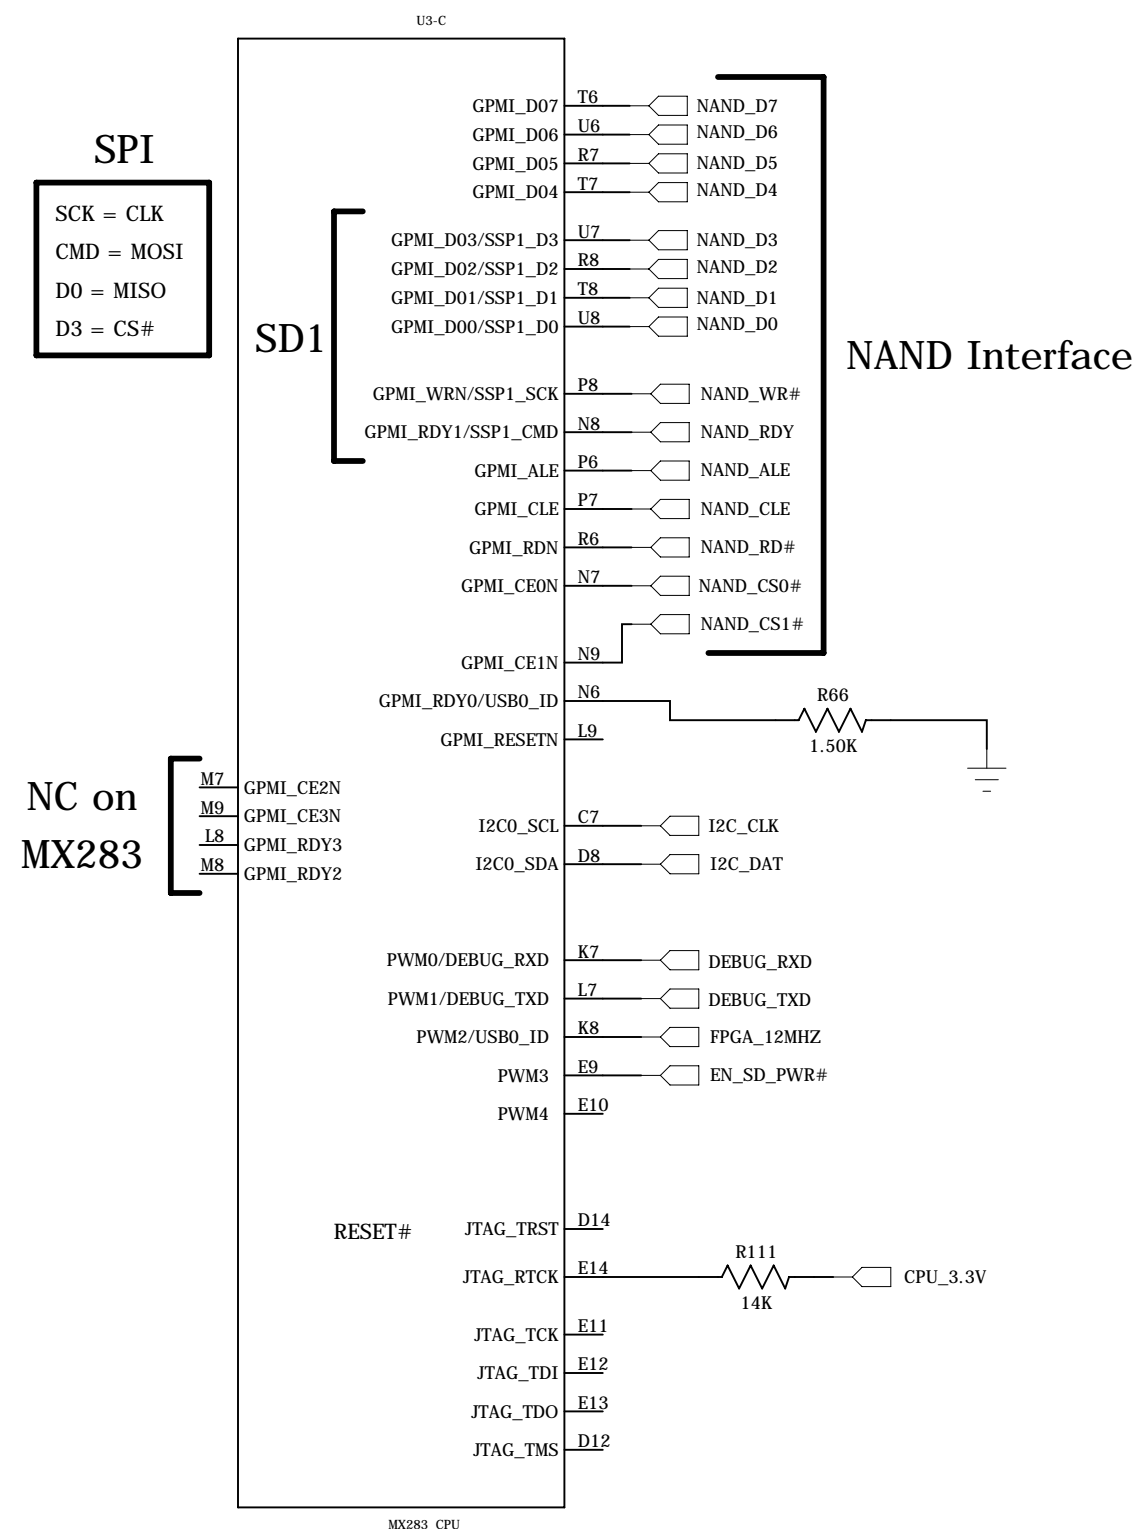 U3-C
SPI
SCK = CLK
CMD = MOSI
D0 = MISO
D3 = CS#
SD1
NC on
MX283
M7 GPMI_CE2N
M9 GPMI_CE3N
L8 GPMI_RDY3
M8 GPMI_RDY2
GPMI_D07 T6 NAND_D7
GPMI_D06 U6 NAND_D6
GPMI_D05 R7 NAND_D5
GPMI_D04 T7 NAND_D4
GPMI_D03/SSP1_D3 U7 NAND_D3
GPMI_D02/SSP1_D2 R8 NAND_D2
GPMI_D01/SSP1_D1 T8 NAND_D1
GPMI_D00/SSP1_D0 U8 NAND_D0
GPMI_WRN/SSP1_SCK P8 NAND_WR#
GPMI_RDY1/SSP1_CMD N8 NAND_RDY
GPMI_ALE P6 NAND_ALE
GPMI_CLE P7 NAND_CLE
GPMI_RDN R6 NAND_RD#
GPMI_CE0N N7 NAND_CS0#
NAND_CS1#
GPMI_CE1N N9
NAND Interface
GPMI_RDY0/USB0_ID N6
R66
1.50K
GPMI_RESETN L9
I2C0_SCL C7 I2C_CLK
I2C0_SDA D8 I2C_DAT
PWM0/DEBUG_RXD K7 DEBUG_RXD
PWM1/DEBUG_TXD L7 DEBUG_TXD
PWM2/USB0_ID K8 FPGA_12MHZ
PWM3 E9 EN_SD_PWR#
PWM4 E10
RESET# JTAG_TRST D14
JTAG_RTCK E14
R111
14K
CPU_3.3V
JTAG_TCK E11
JTAG_TDI E12
JTAG_TDO E13
JTAG_TMS D12
MX283 CPU